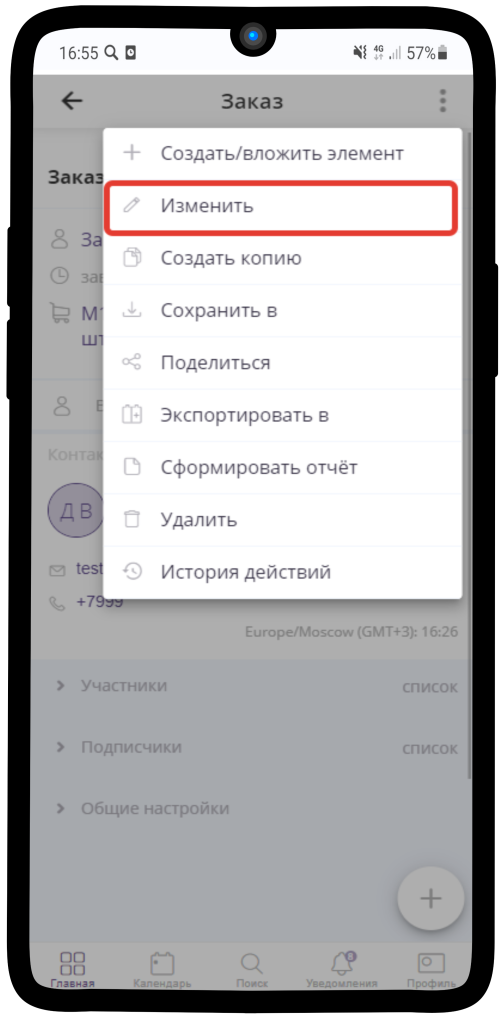 16:55 4G 57%
Заказ
Создать/вложить элемент
Заказ
Изменить
За
Создать копию
зав
Сохранить в
М
шт
Поделиться
Экспортировать в
Контак
Сформировать отчёт
Д В
Удалить
test
История действий
+7999
Europe/Moscow (GMT+3): 16:26
Участники список
Подписчики список
Общие настройки
Главная Календарь Поиск Уведомления Профиль